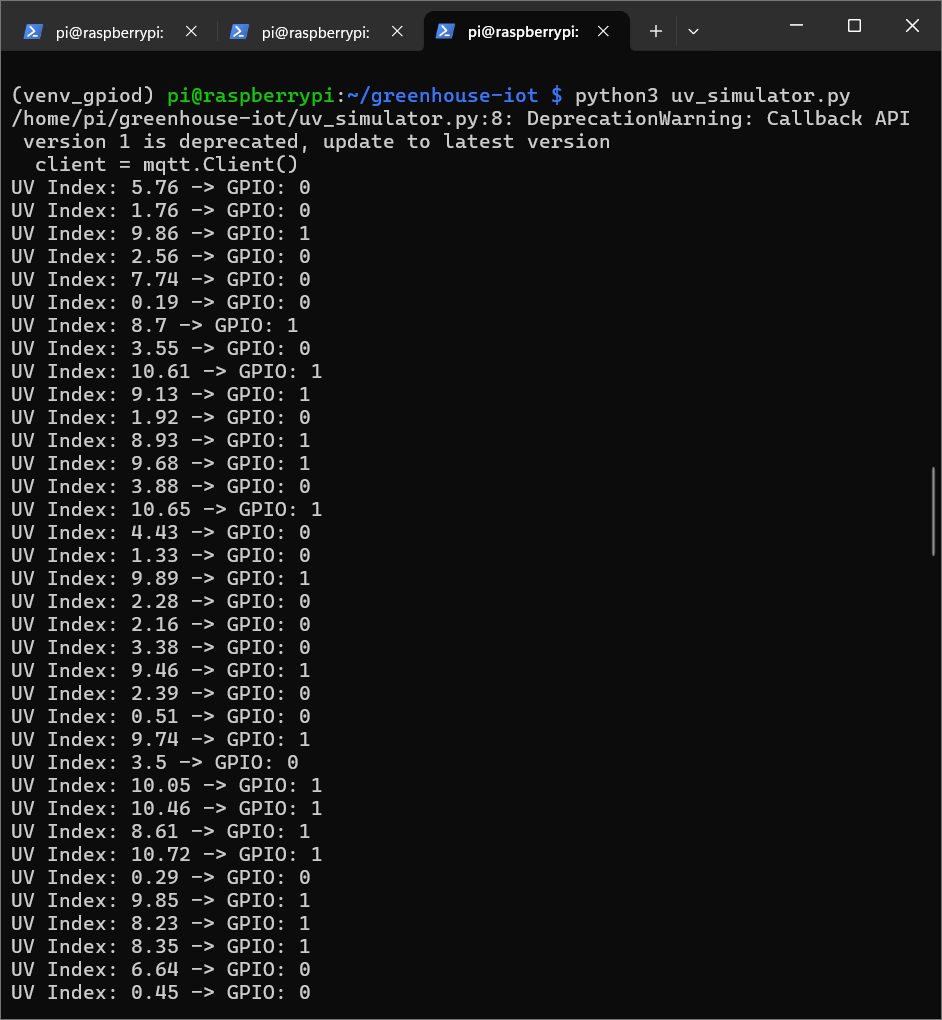 pi@raspberrypi:
pi@raspberrypi:
pi@raspberrypi:
(venv_gpiod) pi@raspberrypi:~/greenhouse-iot $ python3 uv_simulator.py
/home/pi/greenhouse-iot/uv_simulator.py:8: DeprecationWarning: Callback API
 version 1 is deprecated, update to latest version
  client = mqtt.Client()
UV Index: 5.76 -> GPIO: 0
UV Index: 1.76 -> GPIO: 0
UV Index: 9.86 -> GPIO: 1
UV Index: 2.56 -> GPIO: 0
UV Index: 7.74 -> GPIO: 0
UV Index: 0.19 -> GPIO: 0
UV Index: 8.7 -> GPIO: 1
UV Index: 3.55 -> GPIO: 0
UV Index: 10.61 -> GPIO: 1
UV Index: 9.13 -> GPIO: 1
UV Index: 1.92 -> GPIO: 0
UV Index: 8.93 -> GPIO: 1
UV Index: 9.68 -> GPIO: 1
UV Index: 3.88 -> GPIO: 0
UV Index: 10.65 -> GPIO: 1
UV Index: 4.43 -> GPIO: 0
UV Index: 1.33 -> GPIO: 0
UV Index: 9.89 -> GPIO: 1
UV Index: 2.28 -> GPIO: 0
UV Index: 2.16 -> GPIO: 0
UV Index: 3.38 -> GPIO: 0
UV Index: 9.46 -> GPIO: 1
UV Index: 2.39 -> GPIO: 0
UV Index: 0.51 -> GPIO: 0
UV Index: 9.74 -> GPIO: 1
UV Index: 3.5 -> GPIO: 0
UV Index: 10.05 -> GPIO: 1
UV Index: 10.46 -> GPIO: 1
UV Index: 8.61 -> GPIO: 1
UV Index: 10.72 -> GPIO: 1
UV Index: 0.29 -> GPIO: 0
UV Index: 9.85 -> GPIO: 1
UV Index: 8.23 -> GPIO: 1
UV Index: 8.35 -> GPIO: 1
UV Index: 6.64 -> GPIO: 0
UV Index: 0.45 -> GPIO: 0